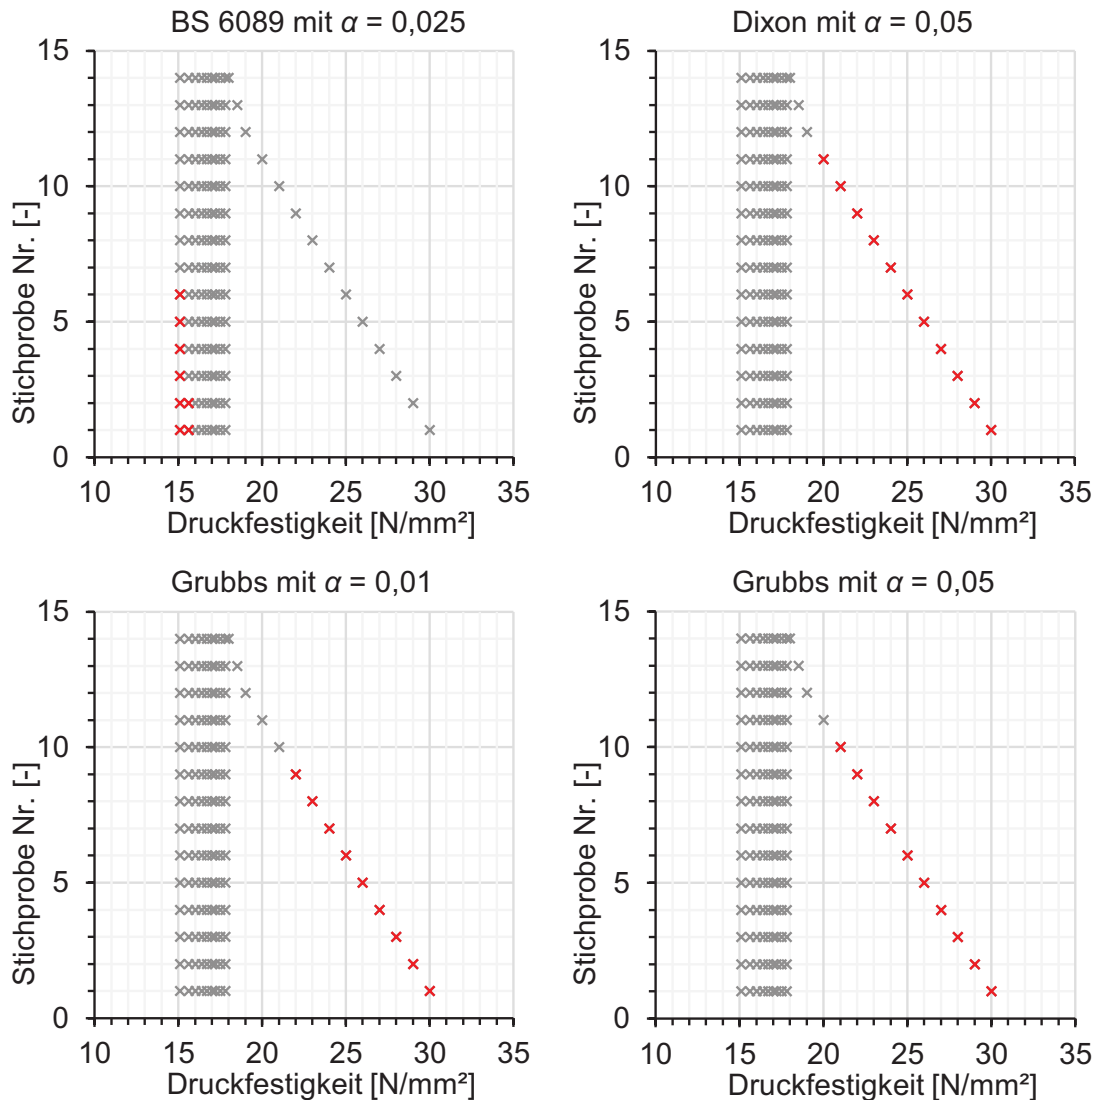 BS 6089 mit α = 0,025
15
10
5
0
10 15 20 25 30 35
Stichprobe Nr. [-]
Druckfestigkeit [N/mm²]
Dixon mit α = 0,05
15
10
5
0
10 15 20 25 30 35
Stichprobe Nr. [-]
Druckfestigkeit [N/mm²]
Grubbs mit α = 0,01
15
10
5
0
10 15 20 25 30 35
Stichprobe Nr. [-]
Druckfestigkeit [N/mm²]
Grubbs mit α = 0,05
15
10
5
0
10 15 20 25 30 35
Stichprobe Nr. [-]
Druckfestigkeit [N/mm²]